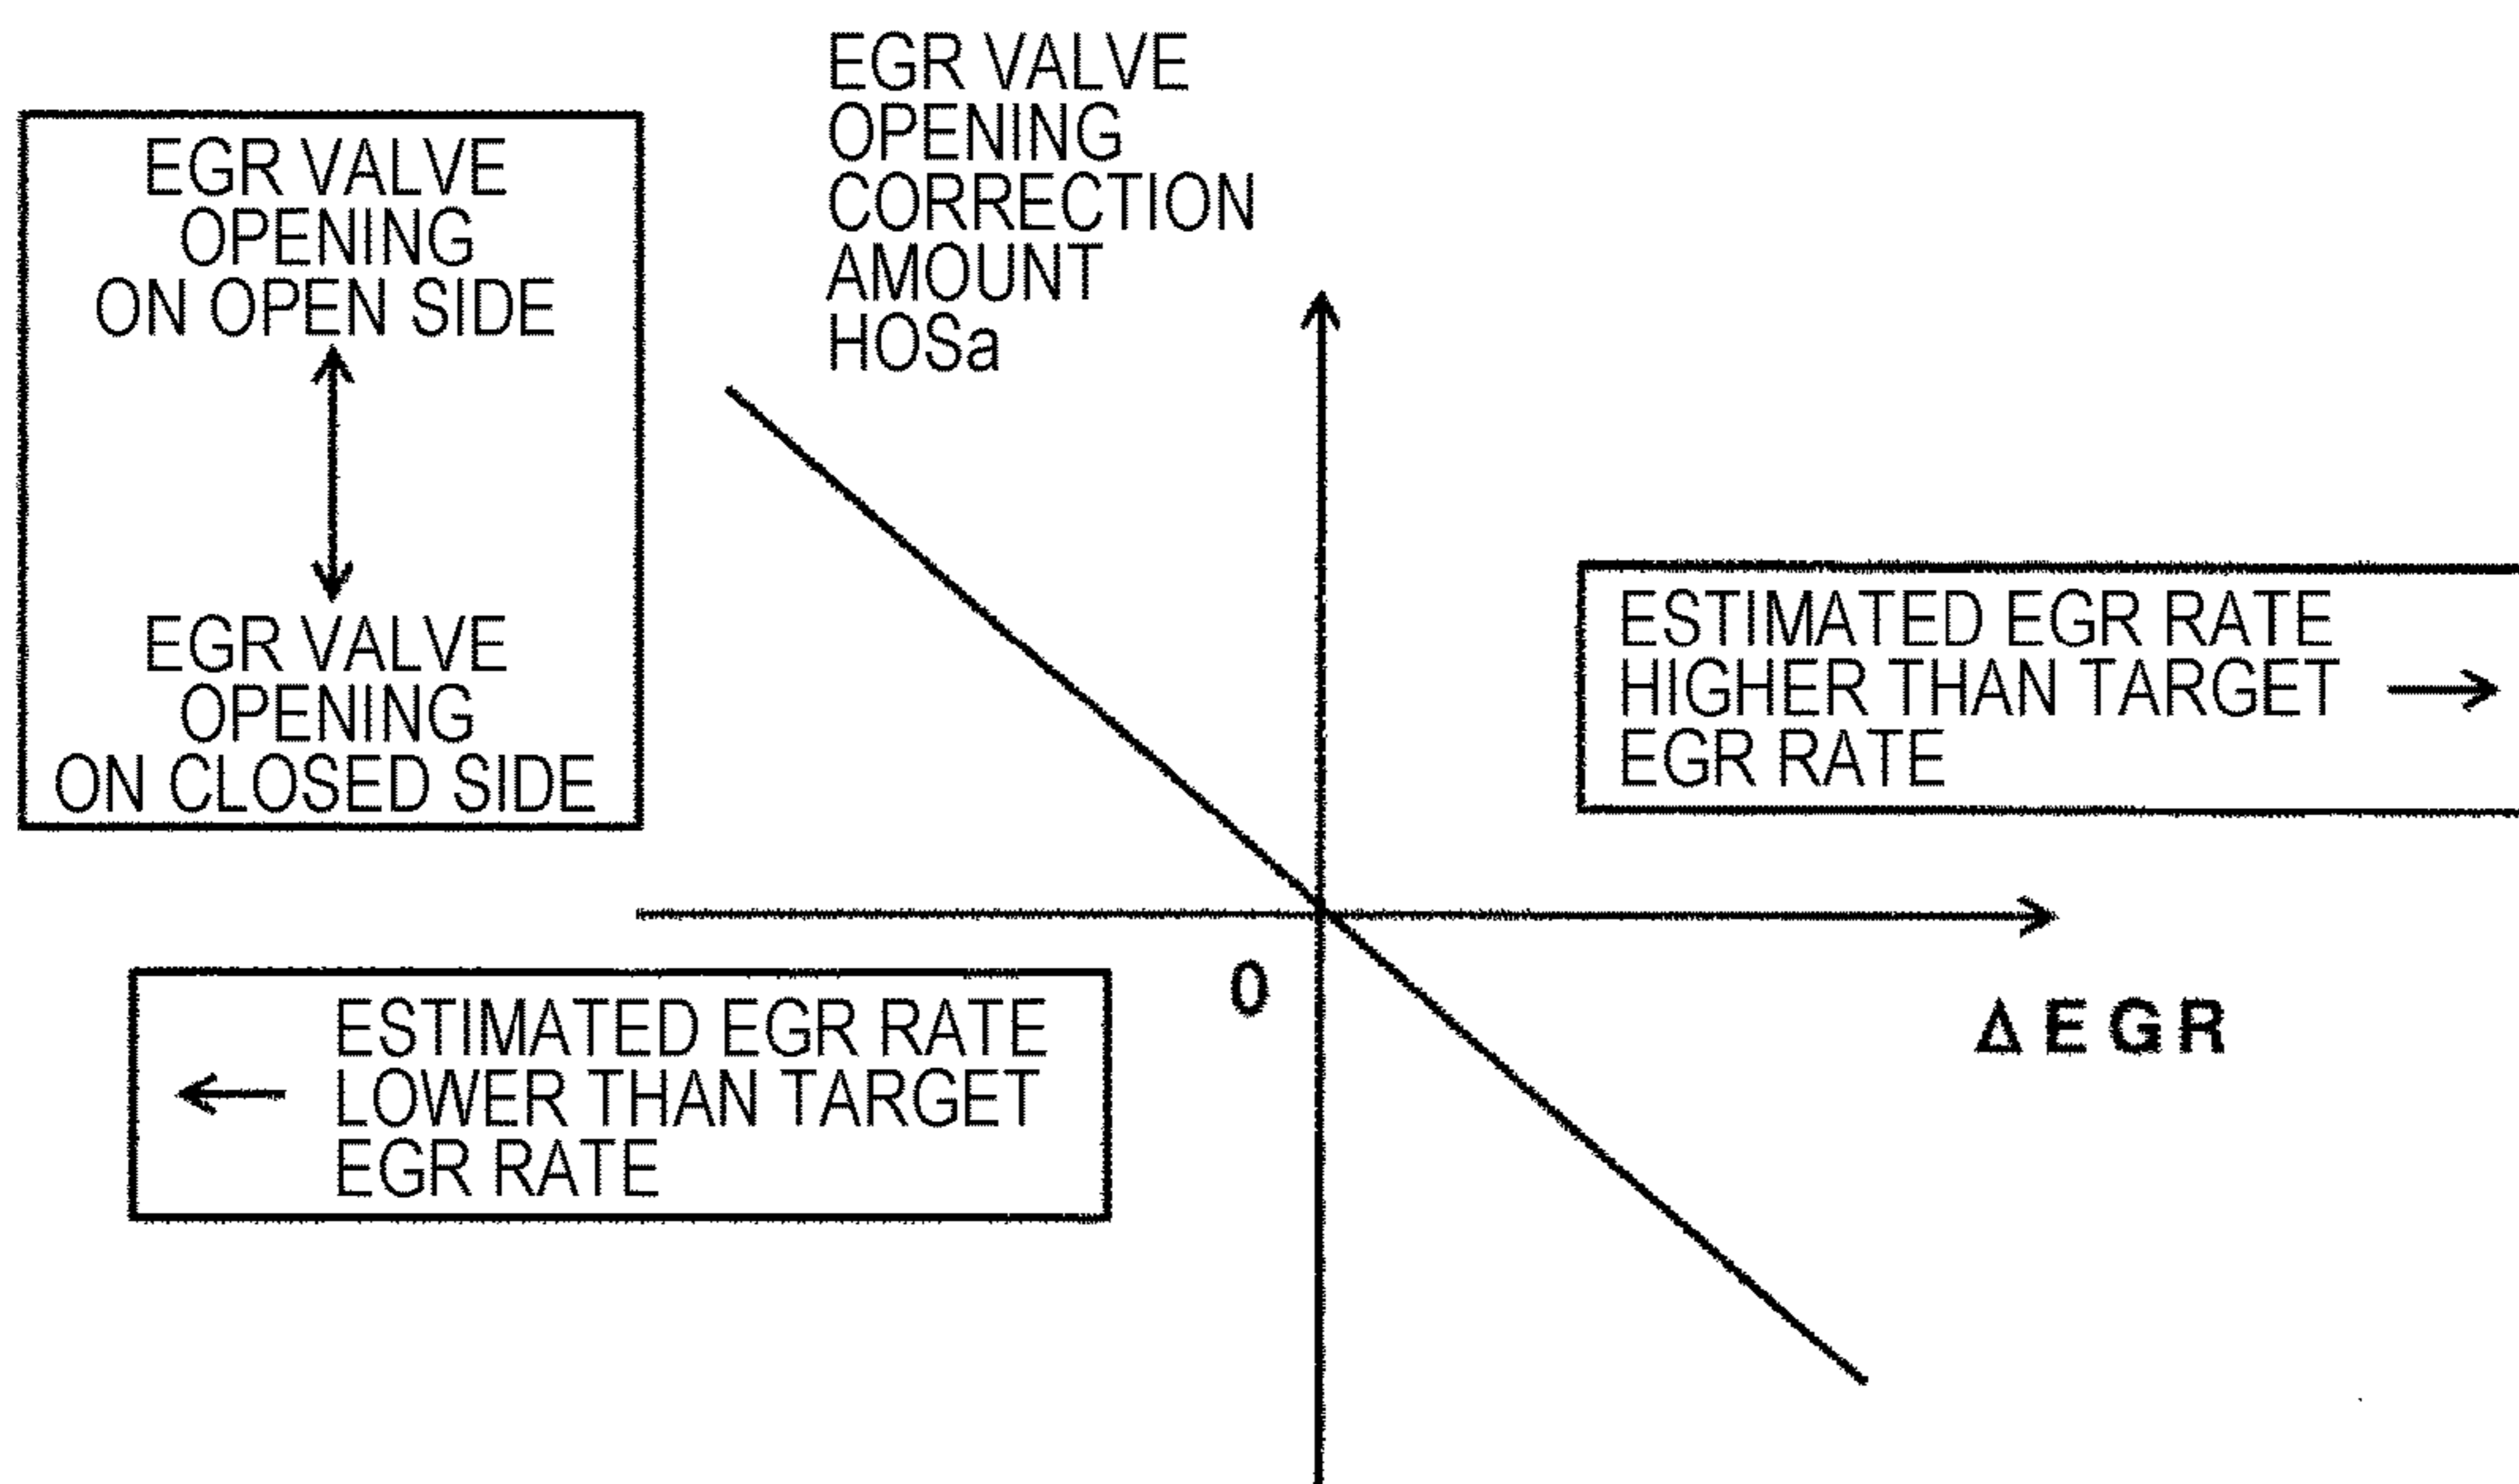 EGR VALVE
OPENING
CORRECTION
AMOUNT
HOSa
EGR VALVE
OPENING
ON OPEN SIDE
EGR VALVE
OPENING
ON CLOSED SIDE
ESTIMATED EGR RATE
HIGHER THAN TARGET
EGR RATE
0
ΔEGR
ESTIMATED EGR RATE
LOWER THAN TARGET
EGR RATE